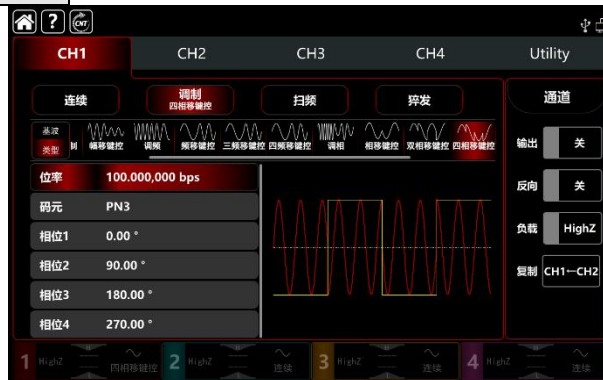 ? CNT
CH1 CH2 CH3 CH4 Utility
连续 调制 扫频 猝发 通道
四相移键控
基波
类型 制 幅移键控 调频 频移键控 三频移键控 四频移键控 调相 相移键控 双相移键控 四相移键控
输出 关
位率 100.000,000 bps
反向 关
码元 PN3
相位1 0.00 °
负载 HighZ
相位2 90.00 °
复制 CH1←CH2
相位3 180.00 °
相位4 270.00 °
1 HighZ 四相移键控 2 HighZ 连续 3 HighZ 连续 4 HighZ 连续